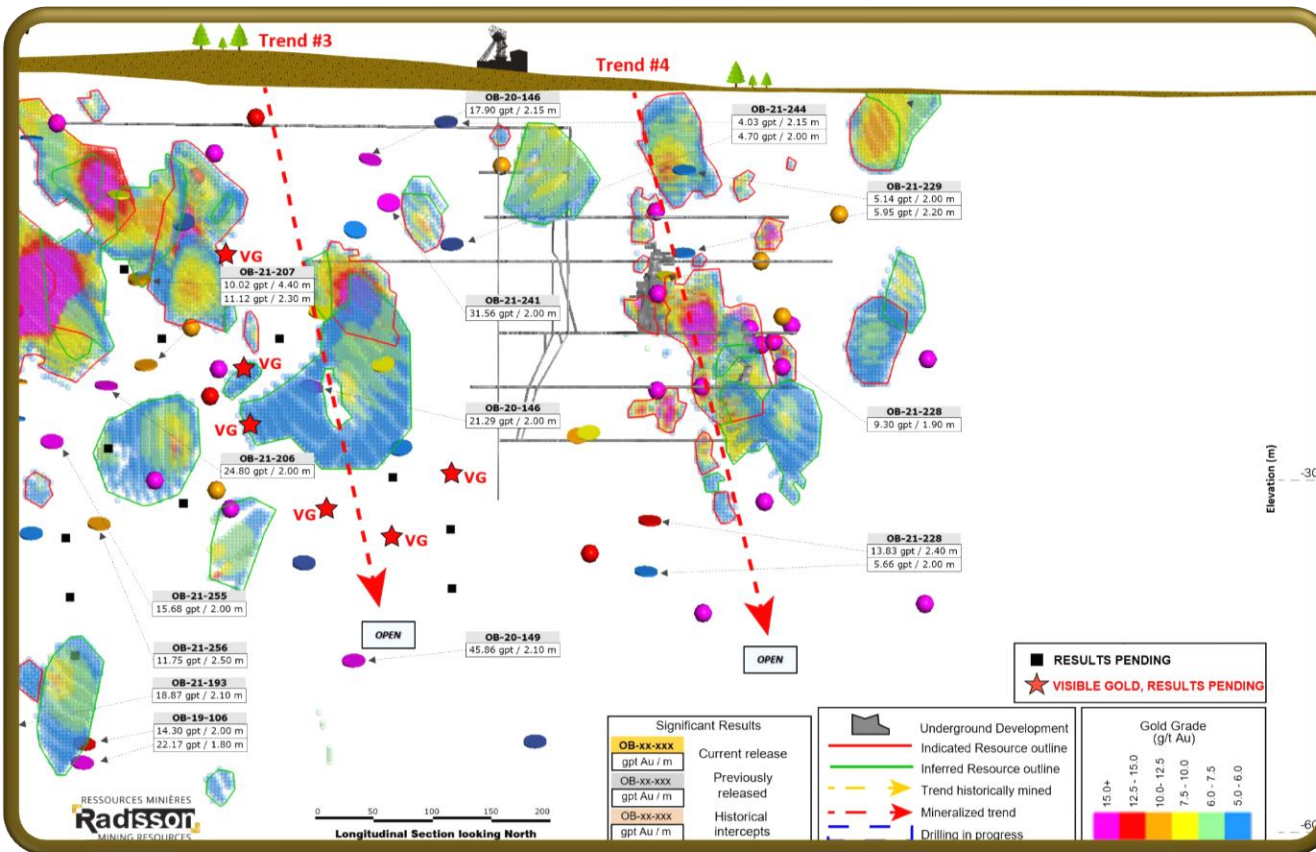 Trend #3
Trend #4
OB-20-146
17.90 gpt / 2.15 m
OB-21-244
4.03 gpt / 2.15 m
4.70 gpt / 2.00 m
OB-21-229
5.14 gpt / 2.00 m
5.95 gpt / 2.20 m
VG
OB-21-207
10.02 gpt / 4.40 m
11.12 gpt / 2.30 m
OB-21-241
31.56 gpt / 2.00 m
VG
OB-20-146
21.29 gpt / 2.00 m
OB-21-228
9.30 gpt / 1.90 m
VG
OB-21-206
24.80 gpt / 2.00 m
VG
Elevation (m)
-30
VG
VG
OB-21-228
13.83 gpt / 2.40 m
5.66 gpt / 2.00 m
OB-21-255
15.68 gpt / 2.00 m
OPEN
OB-20-149
45.86 gpt / 2.10 m
OPEN
OB-21-256
11.75 gpt / 2.50 m
OB-21-193
18.87 gpt / 2.10 m
OB-19-106
14.30 gpt / 2.00 m
22.17 gpt / 1.80 m
RESULTS PENDING
VISIBLE GOLD, RESULTS PENDING
RESSOURCES MINIÈRES
Radisson
MINING RESOURCES
0 50 100 150 200
Longitudinal Section looking North
Significant Results
OB-xx-xxx
gpt Au / m
Current release
OB-xx-xxx
gpt Au / m
Previously
released
OB-xx-xxx
gpt Au / m
Historical
intercepts
Underground Development
Indicated Resource outline
Inferred Resource outline
Trend historically mined
Mineralized trend
Drilling in progress
Gold Grade
(g/t Au)
15.0+
12.5 - 15.0
10.0- 12.5
7.5 - 10.0
6.0 - 7.5
5.0 - 6.0
-60